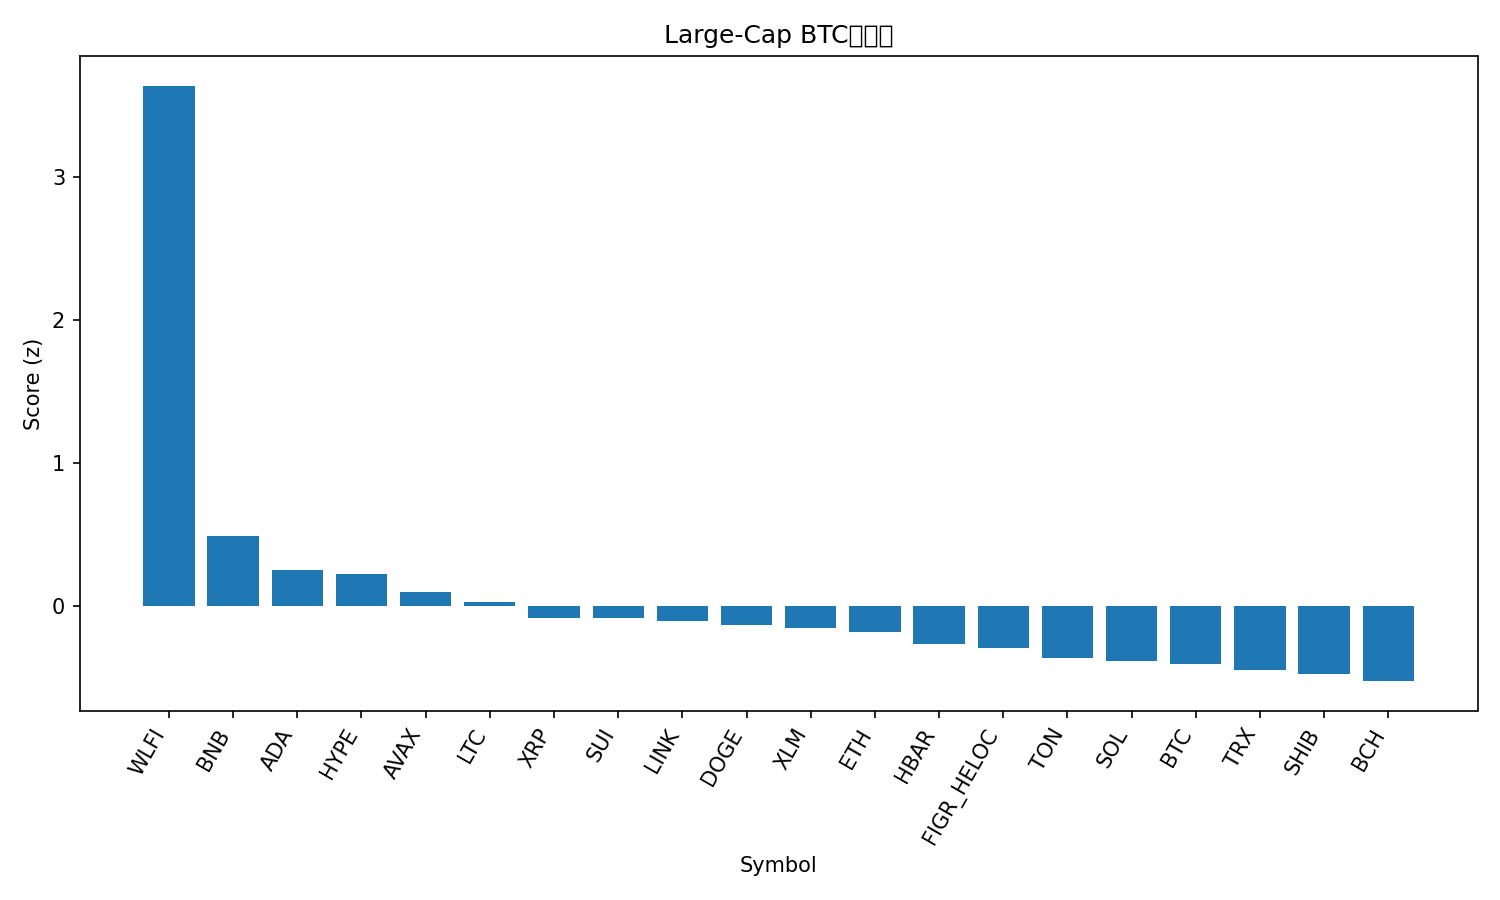 Large-Cap BTC
Score (z)
3
2
1
0
WLFI
BNB
ADA
HYPE
AVAX
LTC
XRP
SUI
LINK
DOGE
XLM
ETH
HBAR
FIGR_HELOC
TON
SOL
BTC
TRX
SHIB
BCH
Symbol